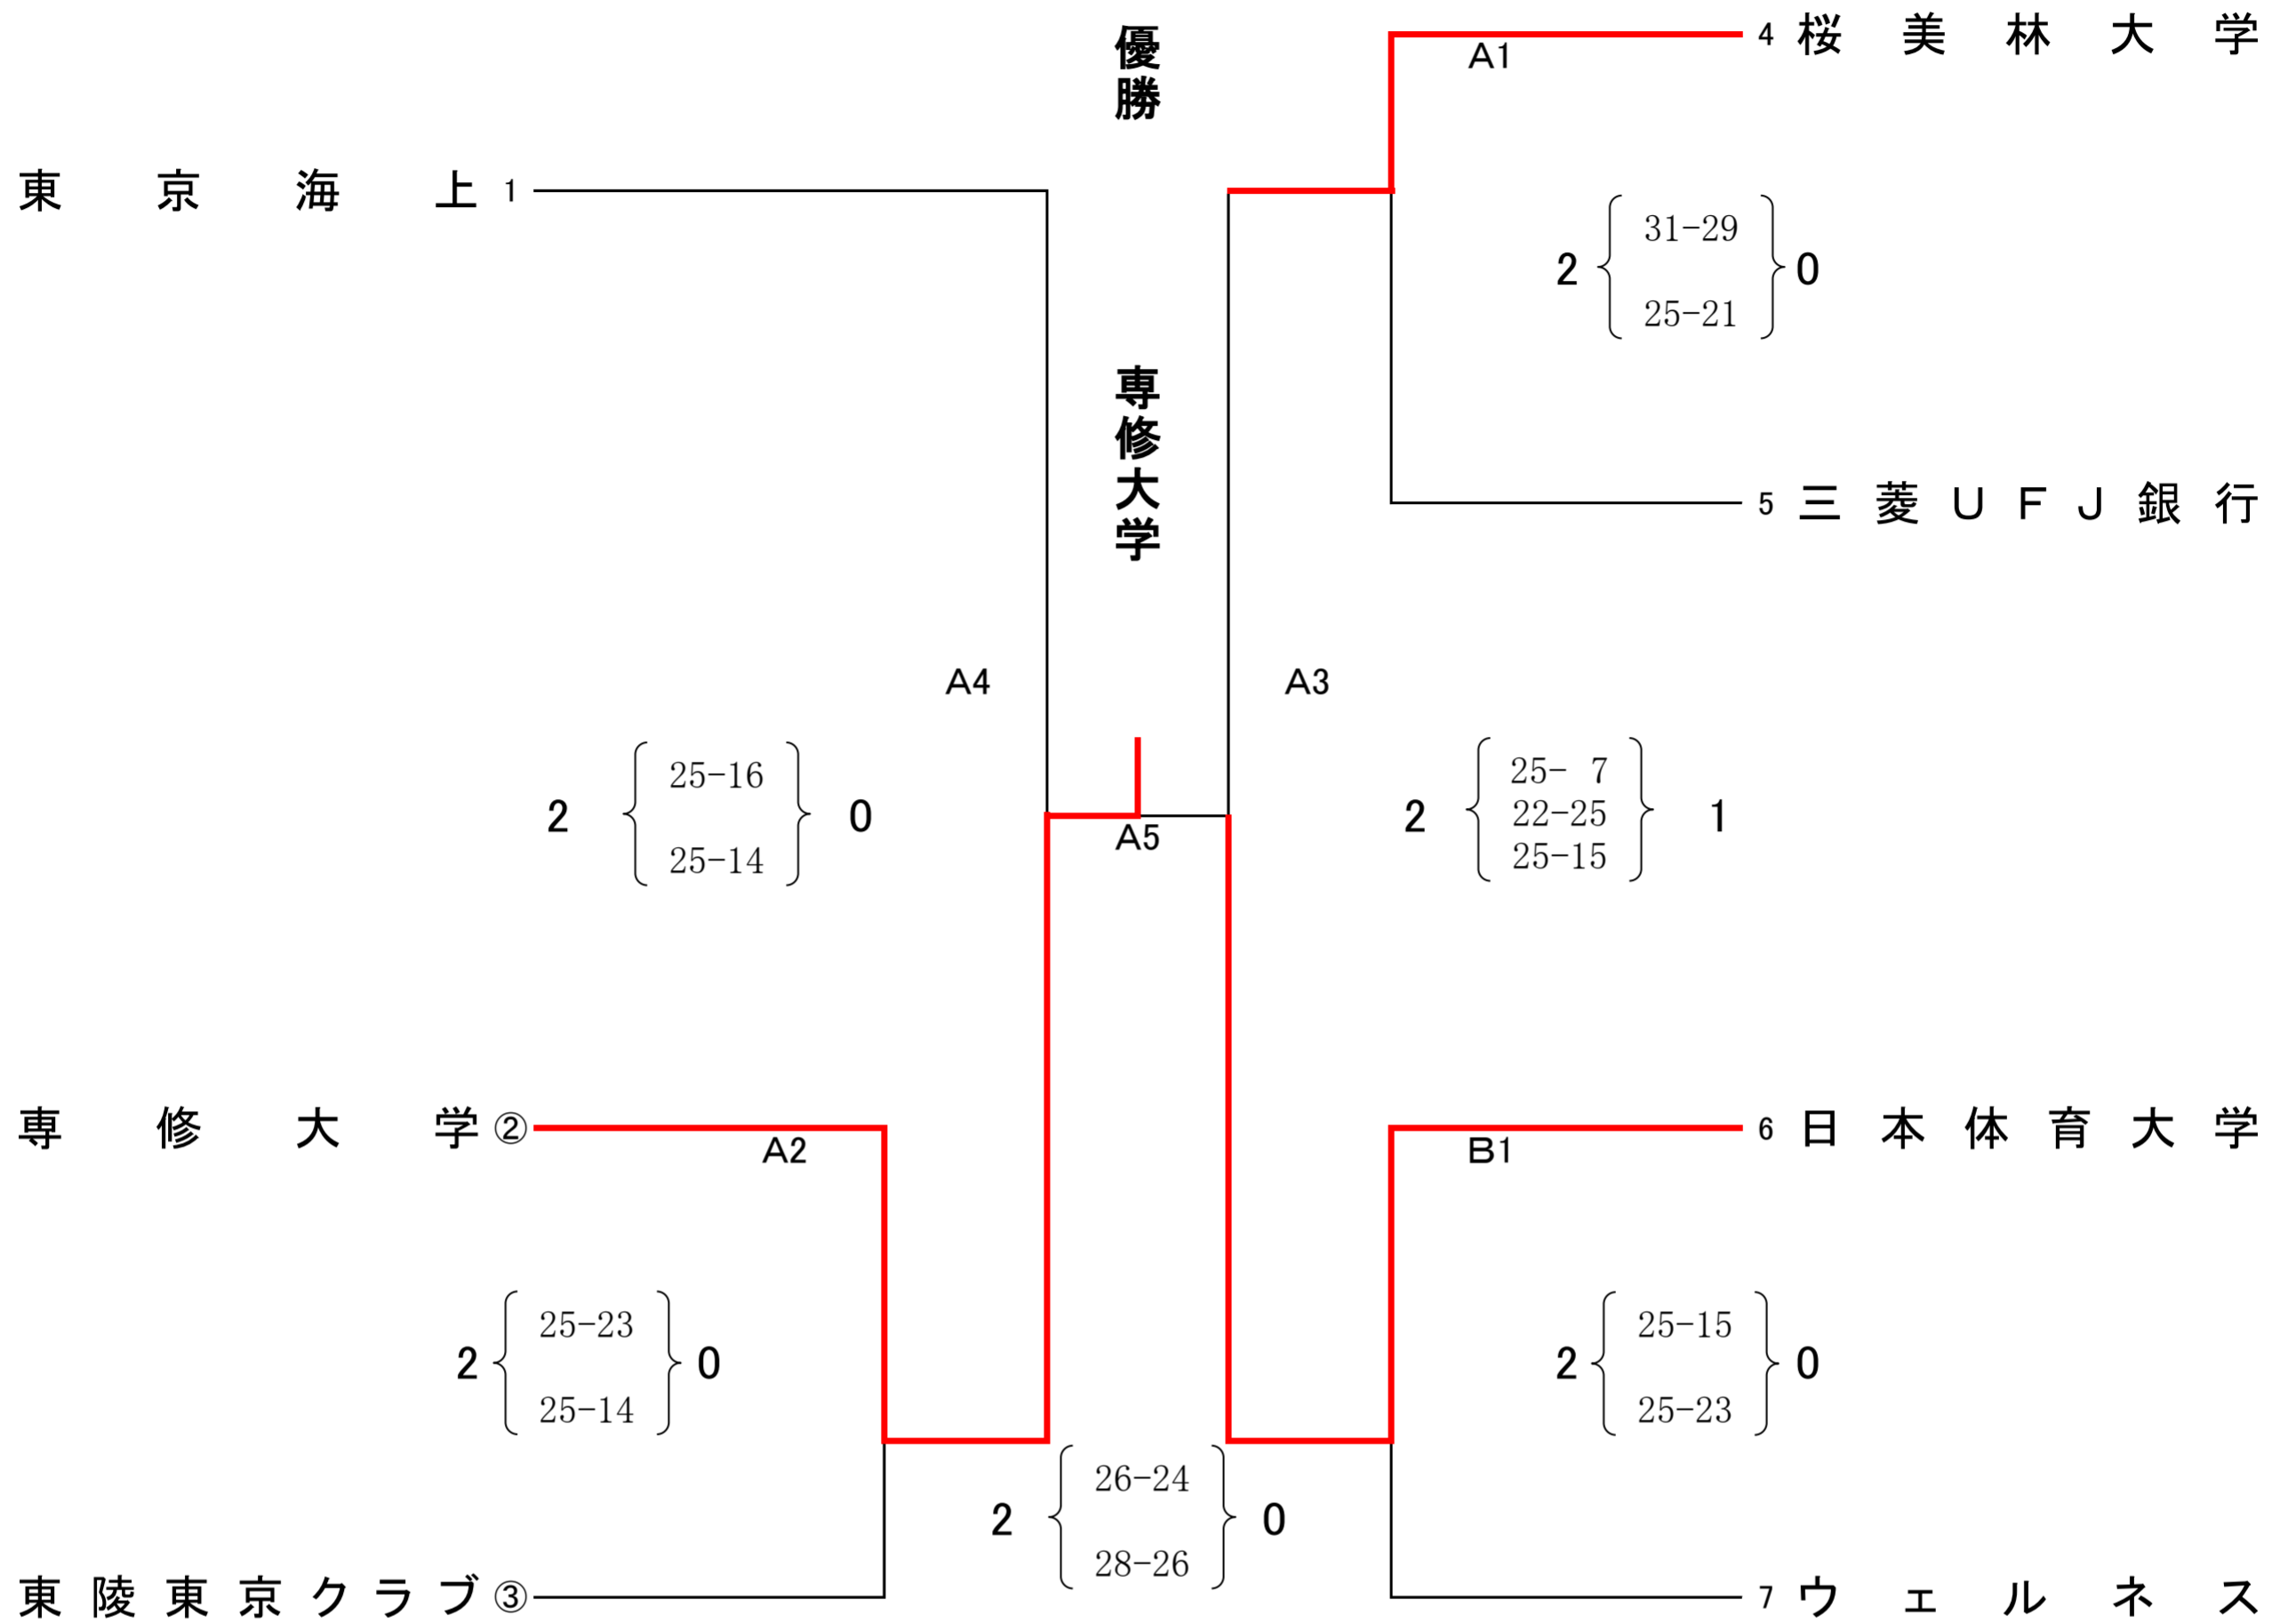 優勝
専修大学
東京海上 1
4 桜美林大学
A1
2 31-29 0
25-21
5 三菱UFJ銀行
A4
A3
2 25-16 0
25-14
2 25- 7 1
22-25
25-15
A5
専修大学 ②
A2
6 日本体育大学
B1
2 25-23 0
25-14
2 25-15 0
25-23
2 26-24 0
28-26
東陵東京クラブ ③
7 ウェルネス